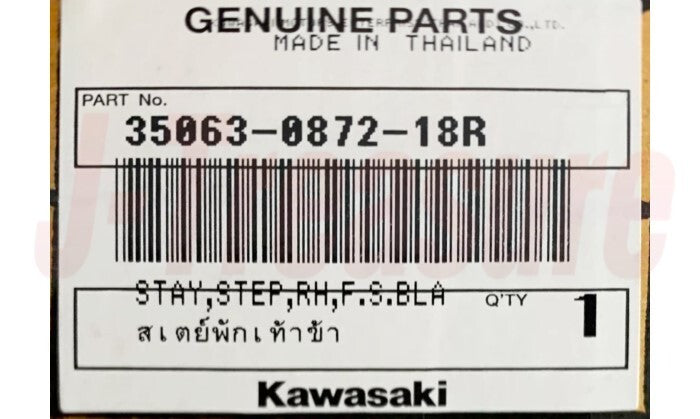 GENUINE PARTS
MADE IN THAILAND
PART No.
35063-0872-18R
STAY,STEP,RH,F.S.BLA
Q'TY 1
สเตย์พักเท้าข้า
Kawasaki
J-Treasure